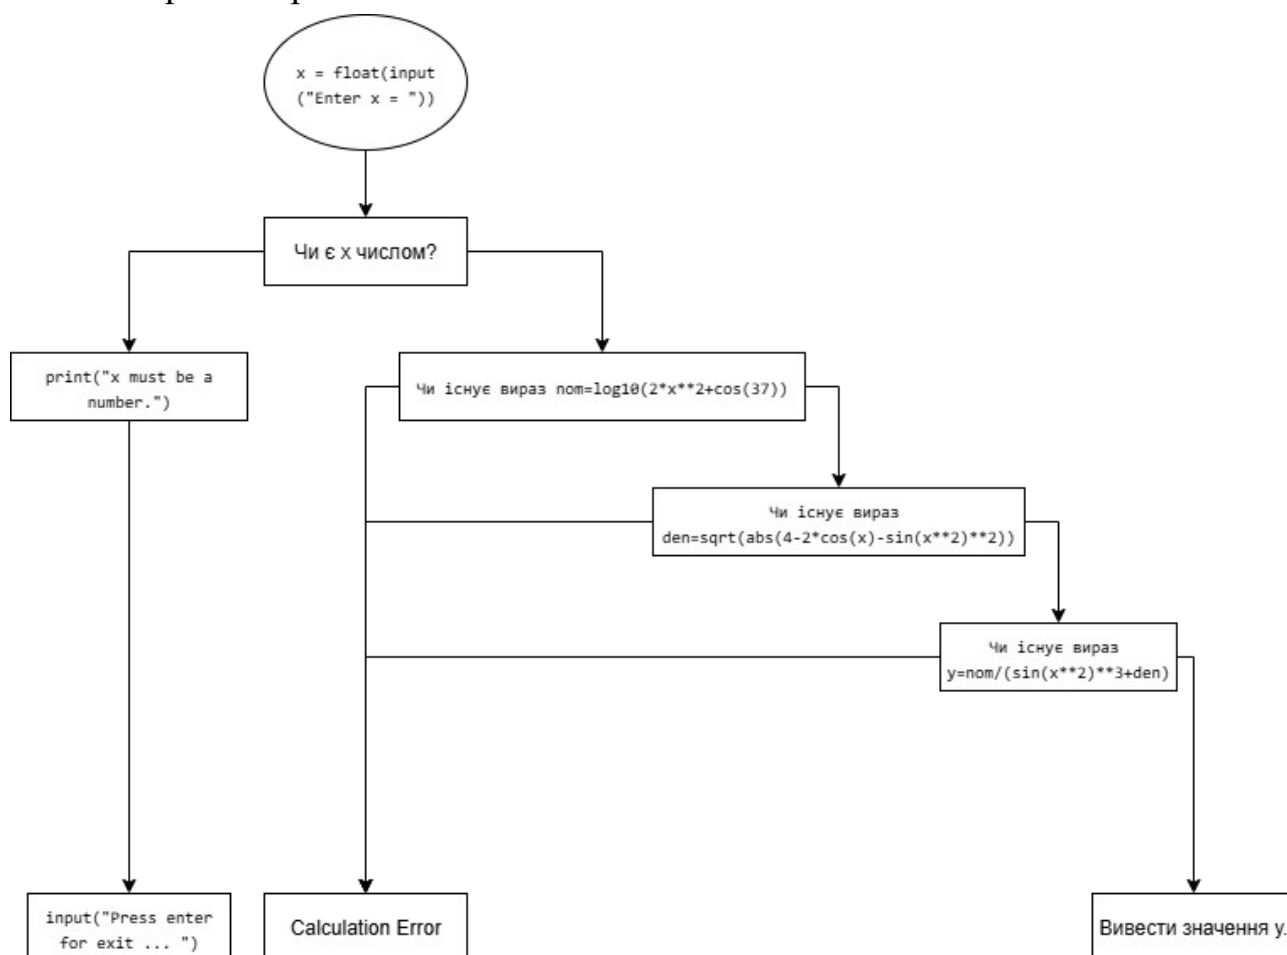 x = float(input
("Enter x = "))
Чи є x числом?
print("x must be a
number.")
Чи існує вираз nom=log10(2*x**2+cos(37))
Чи існує вираз
den=sqrt(abs(4-2*cos(x)-sin(x**2)**2))
Чи існує вираз
y=nom/(sin(x**2)**3+den)
input("Press enter
for exit ... ")
Calculation Error
Вивести значення y.